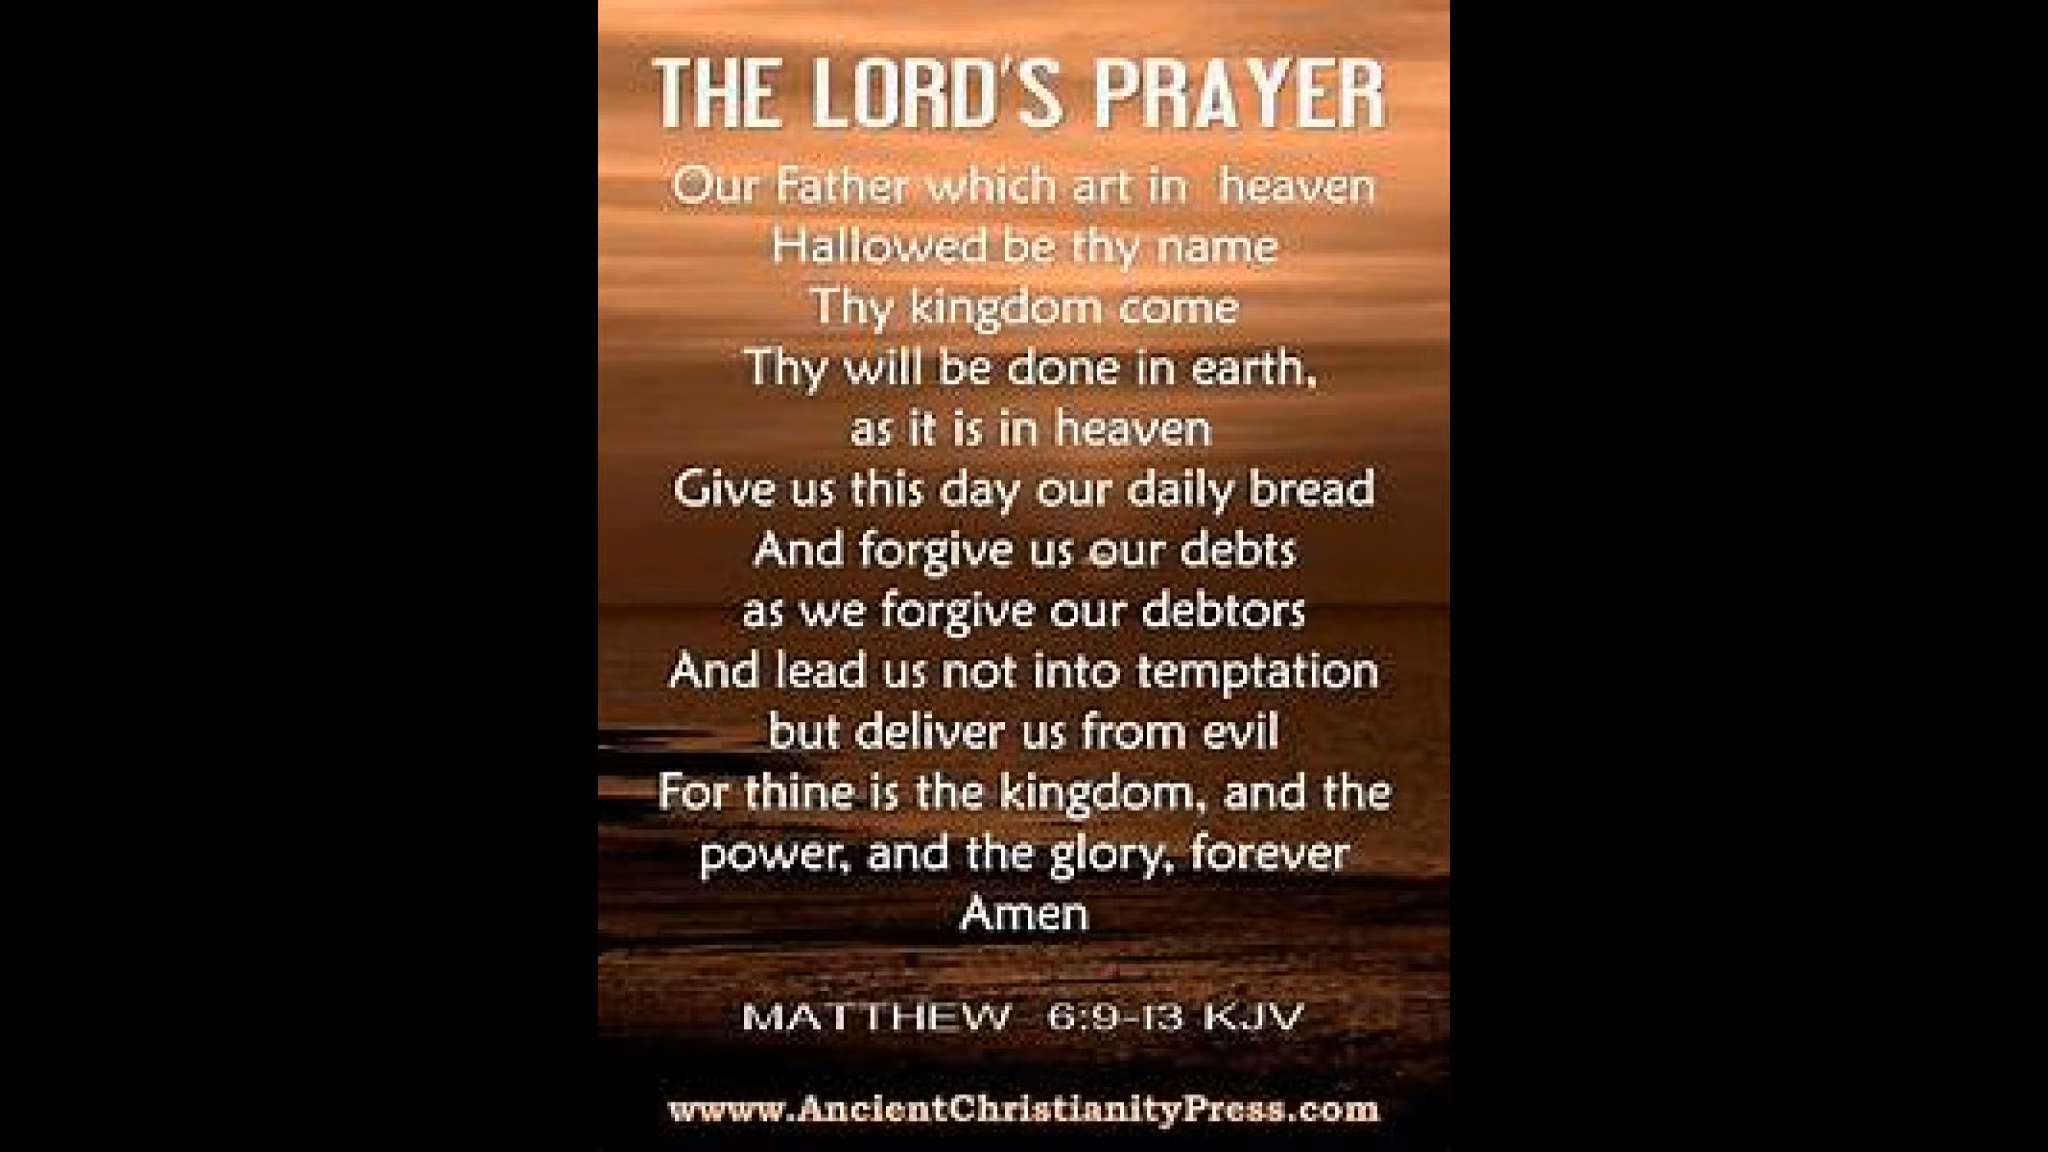 THE LORD'S PRAYER
Our Father which art in heaven
Hallowed be thy name
Thy kingdom come
Thy will be done in earth,
as it is in heaven
Give us this day our daily bread
And forgive us our debts
as we forgive our debtors
And lead us not into temptation
but deliver us from evil
For thine is the kingdom, and the
power, and the glory, forever
Amen
MATTHEW 6:9-13 KJV
wwww.AncientChristianityPress.com